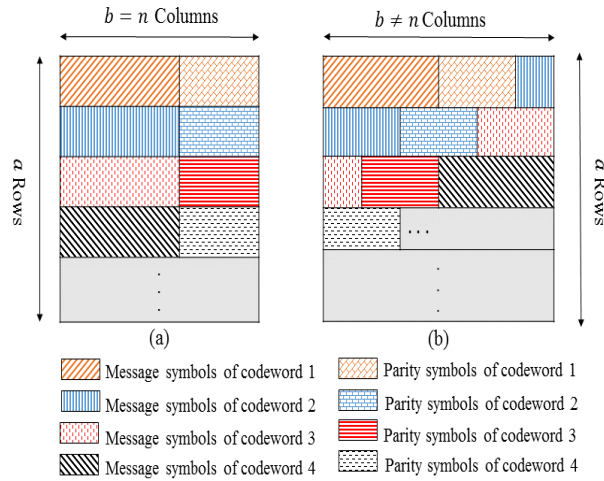 b = n Columns
b ≠ n Columns
a Rows
a Rows
...
(a)
(b)
Message symbols of codeword 1
Parity symbols of codeword 1
Message symbols of codeword 2
Parity symbols of codeword 2
Message symbols of codeword 3
Parity symbols of codeword 3
Message symbols of codeword 4
Parity symbols of codeword 4